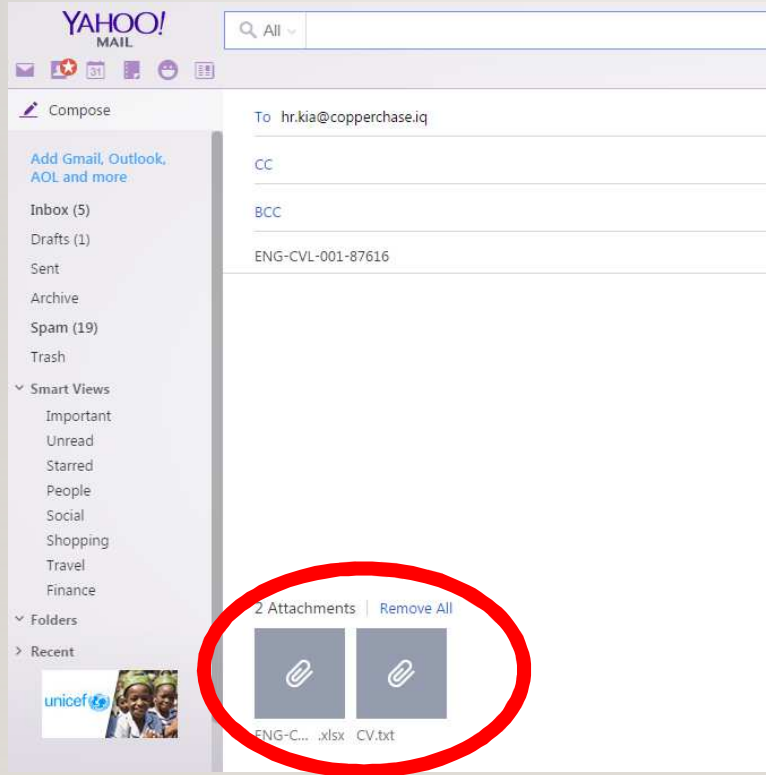 YAHOO!
MAIL
All
31
Compose
To hr.kia@copperchase.iq
CC
BCC
ENG-CVL-001-87616
Add Gmail, Outlook,
AOL and more
Inbox (5)
Drafts (1)
Sent
Archive
Spam (19)
Trash
Smart Views
Important
Unread
Starred
People
Social
Shopping
Travel
Finance
Folders
Recent
unicef
2 Attachments | Remove All
ENG-C... .xlsx CV.txt